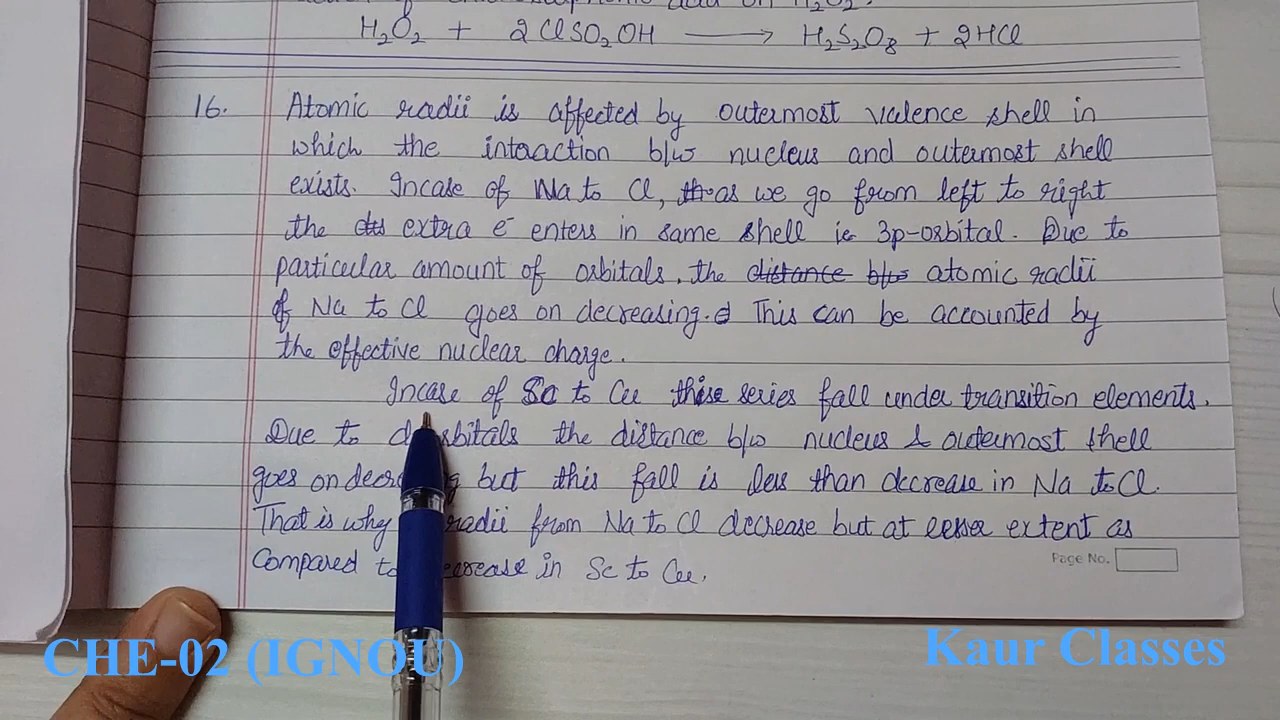 H₂O₂ + 2ClSO₂OH ⟶ H₂S₂O₈ + 2HCl
16. Atomic radii is affected by outermost valence shell in
which the interaction b/w nucleus and outermost shell
exists. Incase of Na to Cl, as we go from left to right
the extra e⁻ enters in same shell ie 3p-orbital. Due to
particular amount of orbitals, the distance b/w atomic radii
of Na to Cl goes on decreasing. This can be accounted by
the effective nuclear charge.
Incase of Sc to Cu these series fall under transition elements.
Due to d orbitals the distance b/w nucleus & outermost shell
goes on decr g but this fall is less than decrease in Na to Cl.
That is why radii from Na to Cl decrease but at lesser extent as
Compared to decrease in Sc to Cu.
Page No.
CHE-02 (IGNOU)
Kaur Classes